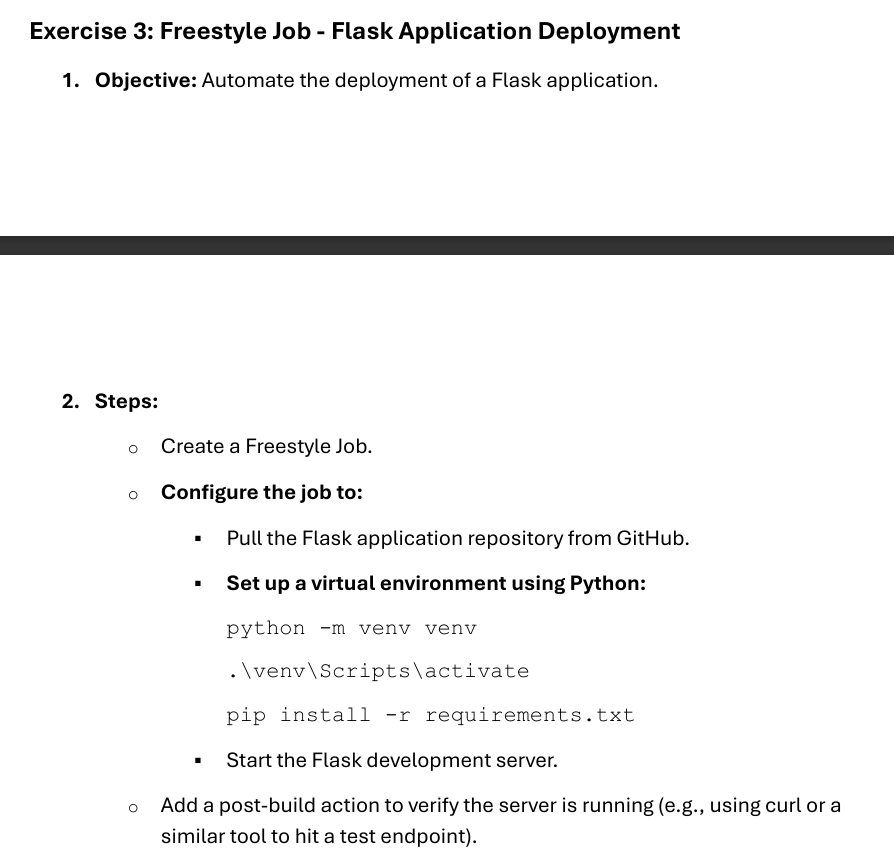 Exercise 3: Freestyle Job - Flask Application Deployment
1. Objective: Automate the deployment of a Flask application.
2. Steps:
o Create a Freestyle Job.
o Configure the job to:
▪ Pull the Flask application repository from GitHub.
▪ Set up a virtual environment using Python:
python -m venv venv
.\venv\Scripts\activate
pip install -r requirements.txt
▪ Start the Flask development server.
o Add a post-build action to verify the server is running (e.g., using curl or a
similar tool to hit a test endpoint).